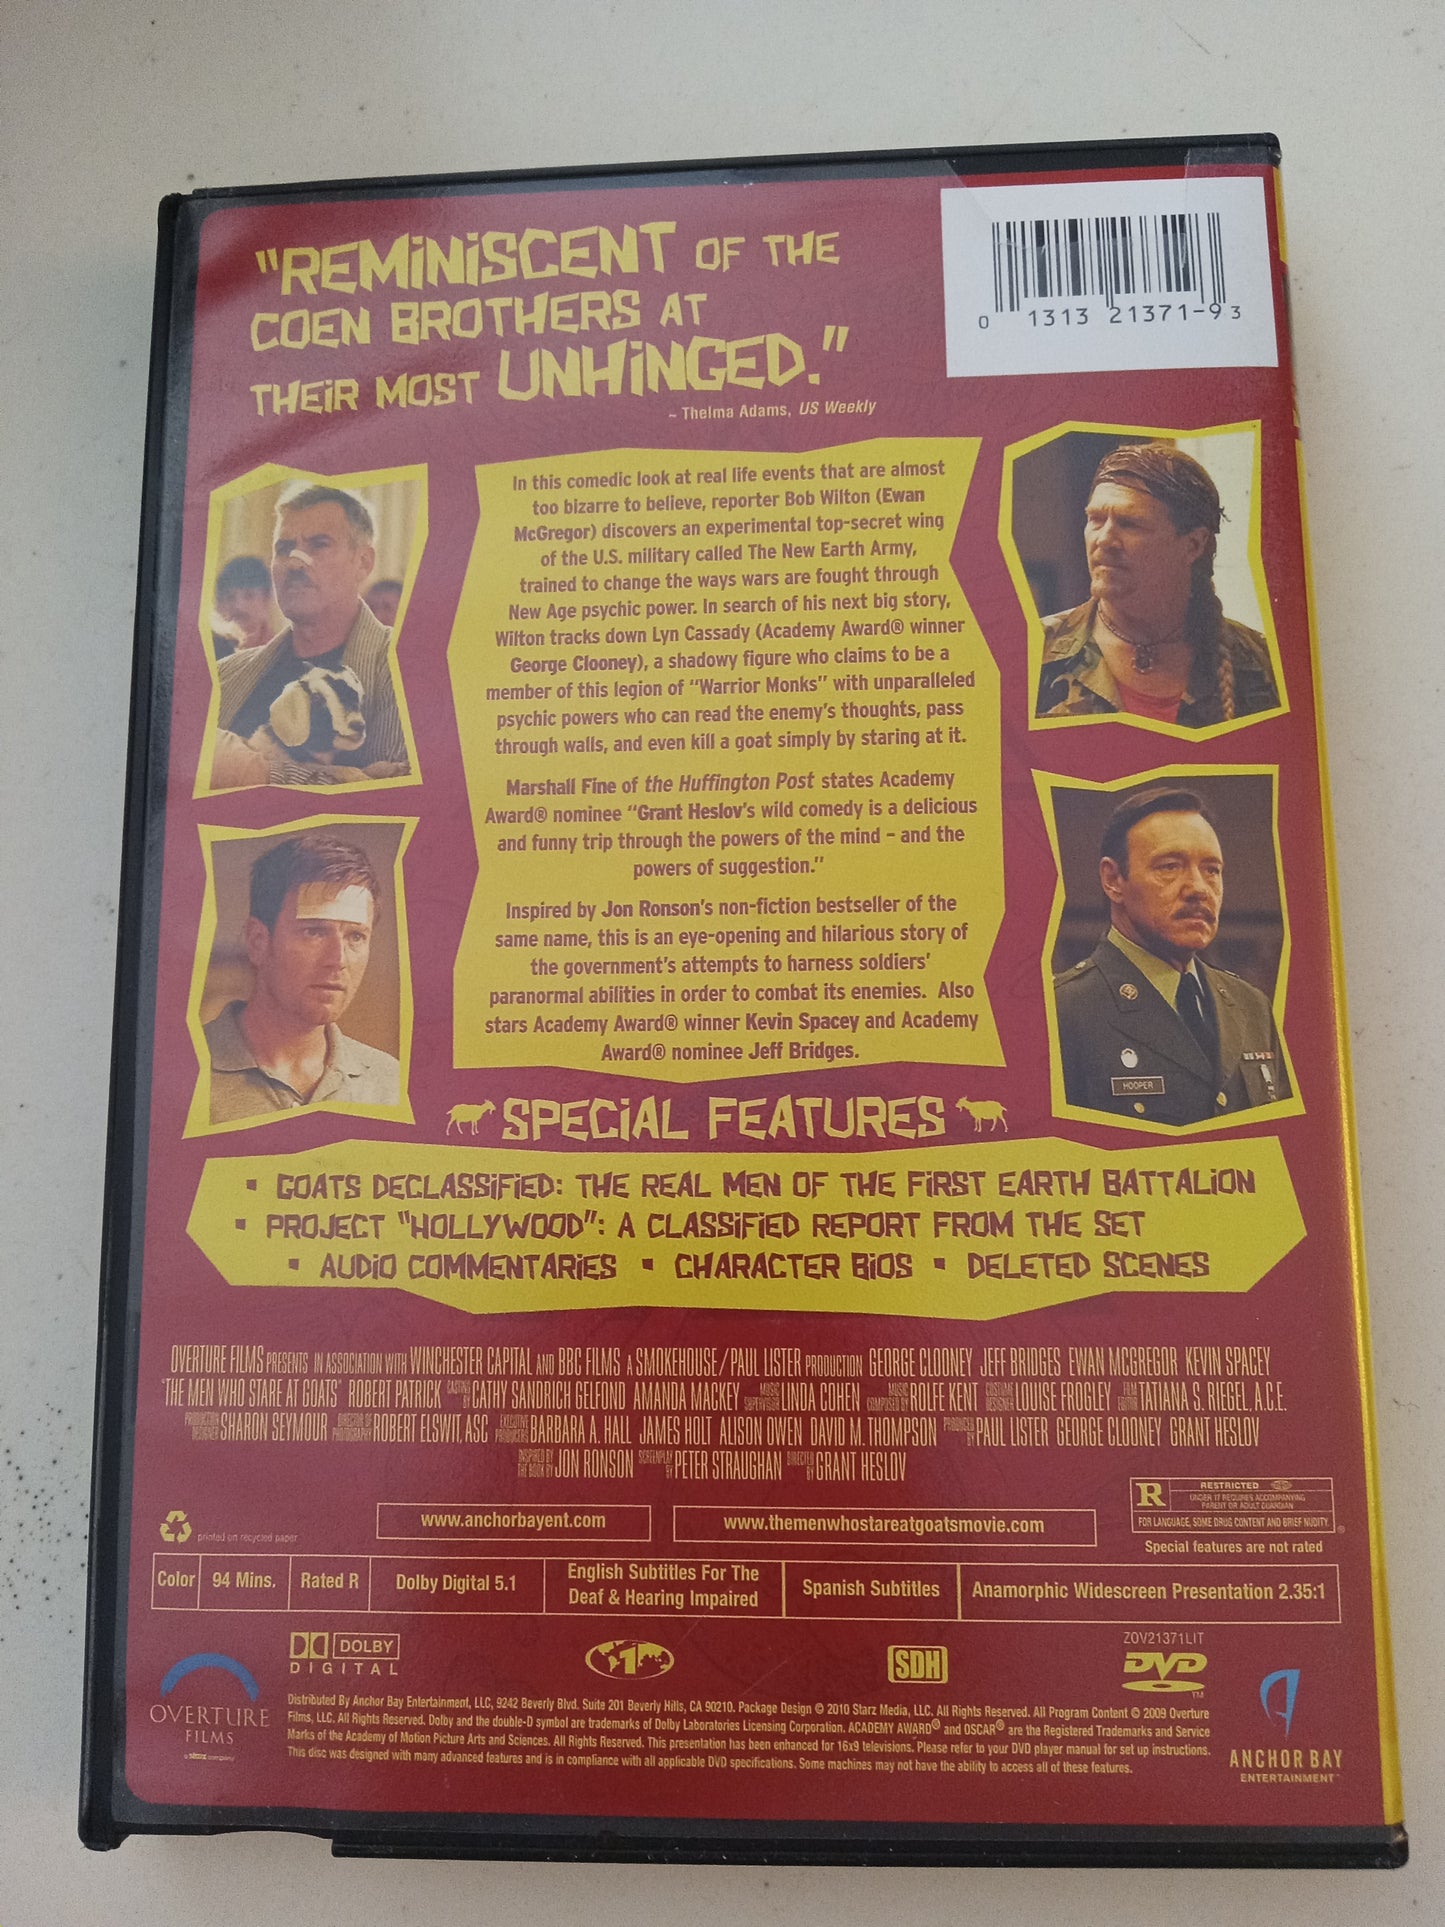 "REMINISCENT OF THE
COEN BROTHERS AT
THEIR MOST UNHINGED."
~ Thelma Adams, US Weekly
0 1313 21371-9 3
In this comedic look at real life events that are almost
too bizarre to believe, reporter Bob Wilton (Ewan
McGregor) discovers an experimental top-secret wing
of the U.S. military called The New Earth Army,
trained to change the ways wars are fought through
New Age psychic power. In search of his next big story,
Wilton tracks down Lyn Cassady (Academy Award® winner
George Clooney), a shadowy figure who claims to be a
member of this legion of "Warrior Monks" with unparalleled
psychic powers who can read the enemy's thoughts, pass
through walls, and even kill a goat simply by staring at it.
Marshall Fine of the Huffington Post states Academy
Award® nominee "Grant Heslov's wild comedy is a delicious
and funny trip through the powers of the mind – and the
powers of suggestion."
Inspired by Jon Ronson's non-fiction bestseller of the
same name, this is an eye-opening and hilarious story of
the government's attempts to harness soldiers'
paranormal abilities in order to combat its enemies. Also
stars Academy Award® winner Kevin Spacey and Academy
Award® nominee Jeff Bridges.
HOOPER
SPECIAL FEATURES
▪ GOATS DECLASSIFIED: THE REAL MEN OF THE FIRST EARTH BATTALION
▪ PROJECT "HOLLYWOOD": A CLASSIFIED REPORT FROM THE SET
▪ AUDIO COMMENTARIES ▪ CHARACTER BIOS ▪ DELETED SCENES
OVERTURE FILMS PRESENTS IN ASSOCIATION WITH WINCHESTER CAPITAL AND BBC FILMS A SMOKEHOUSE/PAUL LISTER PRODUCTION GEORGE CLOONEY JEFF BRIDGES EWAN MCGREGOR KEVIN SPACEY
"THE MEN WHO STARE AT GOATS" ROBERT PATRICK CASTING BY CATHY SANDRICH GELFOND AMANDA MACKEY MUSIC SUPERVISOR LINDA COHEN MUSIC COMPOSED BY ROLFE KENT COSTUME DESIGNER LOUISE FROGLEY FILM EDITOR TATIANA S. RIEGEL, A.C.E.
PRODUCTION DESIGNER SHARON SEYMOUR DIRECTOR OF PHOTOGRAPHY ROBERT ELSWIT, ASC EXECUTIVE PRODUCERS BARBARA A. HALL JAMES HOLT ALISON OWEN DAVID M. THOMPSON PRODUCED BY PAUL LISTER GEORGE CLOONEY GRANT HESLOV
INSPIRED BY THE BOOK BY JON RONSON SCREENPLAY BY PETER STRAUGHAN DIRECTED BY GRANT HESLOV
printed on recycled paper
www.anchorbayent.com
www.themenwhostareatgoatsmovie.com
R RESTRICTED
UNDER 17 REQUIRES ACCOMPANYING
PARENT OR ADULT GUARDIAN
FOR LANGUAGE, SOME DRUG CONTENT AND BRIEF NUDITY. ®
Special features are not rated
Color 94 Mins. Rated R Dolby Digital 5.1 English Subtitles For The Deaf & Hearing Impaired Spanish Subtitles Anamorphic Widescreen Presentation 2.35:1
DOLBY
DIGITAL
1
SDH
ZOV21371LIT
DVD
TM
OVERTURE
FILMS
a starz company
Distributed By Anchor Bay Entertainment, LLC, 9242 Beverly Blvd. Suite 201 Beverly Hills, CA 90210. Package Design © 2010 Starz Media, LLC. All Rights Reserved. All Program Content © 2009 Overture
Films, LLC. All Rights Reserved. Dolby and the double-D symbol are trademarks of Dolby Laboratories Licensing Corporation. ACADEMY AWARD® and OSCAR® are the Registered Trademarks and Service
Marks of the Academy of Motion Picture Arts and Sciences. All Rights Reserved. This presentation has been enhanced for 16x9 televisions. Please refer to your DVD player manual for set up instructions.
This disc was designed with many advanced features and is in compliance with all applicable DVD specifications. Some machines may not have the ability to access all of these features.
ANCHOR BAY
ENTERTAINMENT